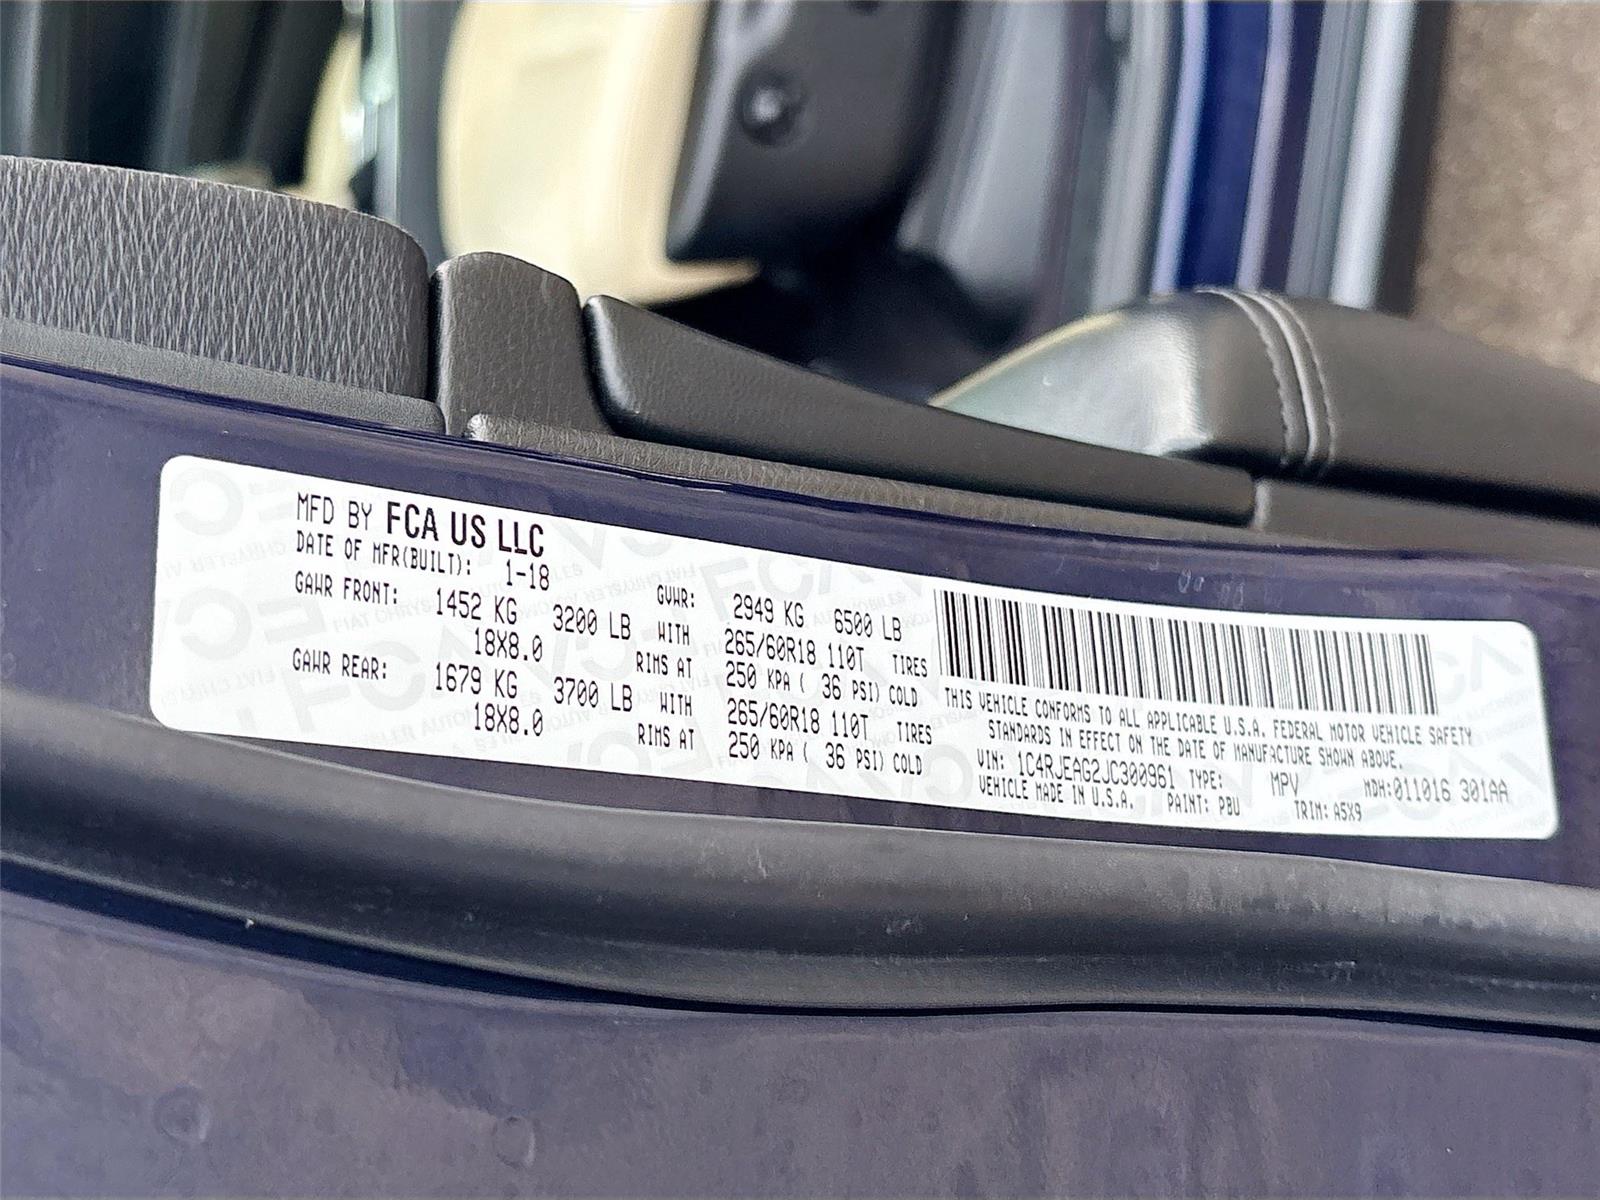 MFD BY FCA US LLC
DATE OF MFR(BUILT): 1-18
GAWR FRONT: GVWR: 2949 KG 6500 LB
1452 KG 3200 LB WITH 265/60R18 110T TIRES
18X8.0 RIMS AT 250 KPA ( 36 PSI) COLD
GAWR REAR:
1679 KG 3700 LB WITH 265/60R18 110T TIRES
18X8.0 RIMS AT 250 KPA ( 36 PSI) COLD
THIS VEHICLE CONFORMS TO ALL APPLICABLE U.S.A. FEDERAL MOTOR VEHICLE SAFETY
STANDARDS IN EFFECT ON THE DATE OF MANUFACTURE SHOWN ABOVE.
VIN: 1C4RJEAG2JC300961 TYPE: MPV MDH:011016 301AA
VEHICLE MADE IN U.S.A. PAINT: PBU TRIM: A5X9